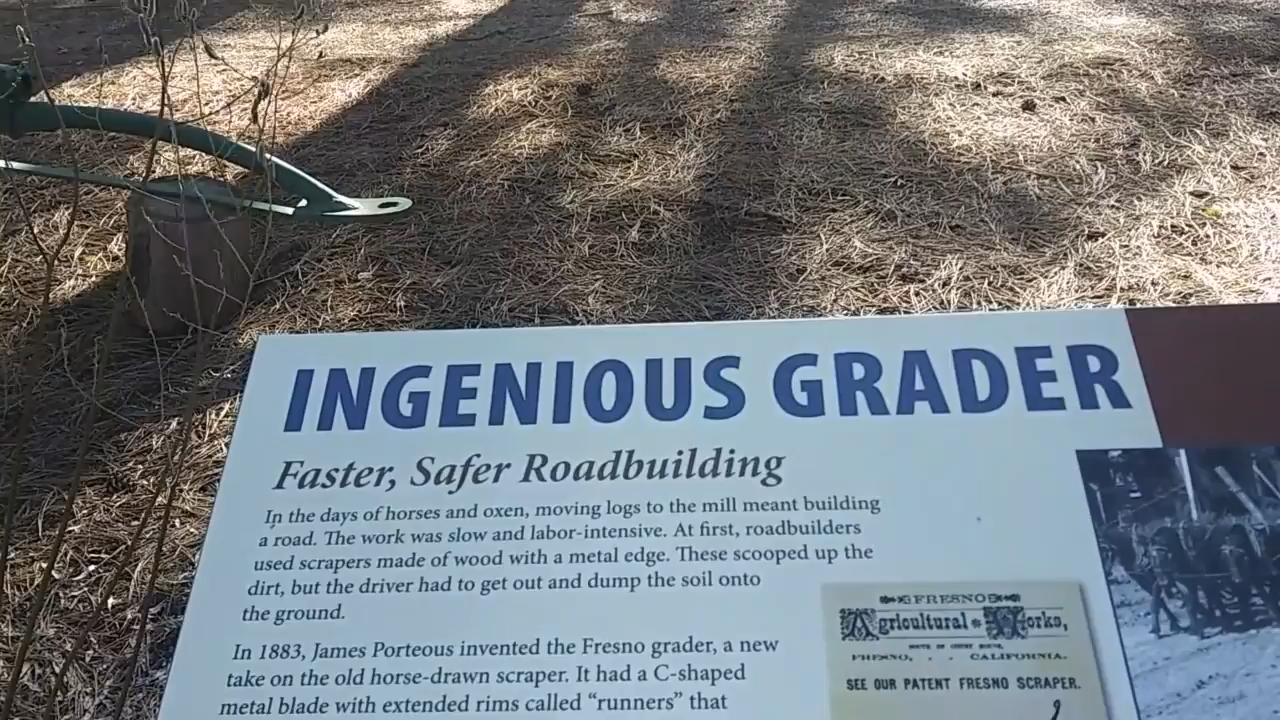 INGENIOUS GRADER
Faster, Safer Roadbuilding
In the days of horses and oxen, moving logs to the mill meant building
a road. The work was slow and labor-intensive. At first, roadbuilders
used scrapers made of wood with a metal edge. These scooped up the
dirt, but the driver had to get out and dump the soil onto
the ground.
In 1883, James Porteous invented the Fresno grader, a new
take on the old horse-drawn scraper. It had a C-shaped
metal blade with extended rims called “runners” that
FRESNO
Agricultural Works,
FRESNO, . . CALIFORNIA.
SEE OUR PATENT FRESNO SCRAPER.